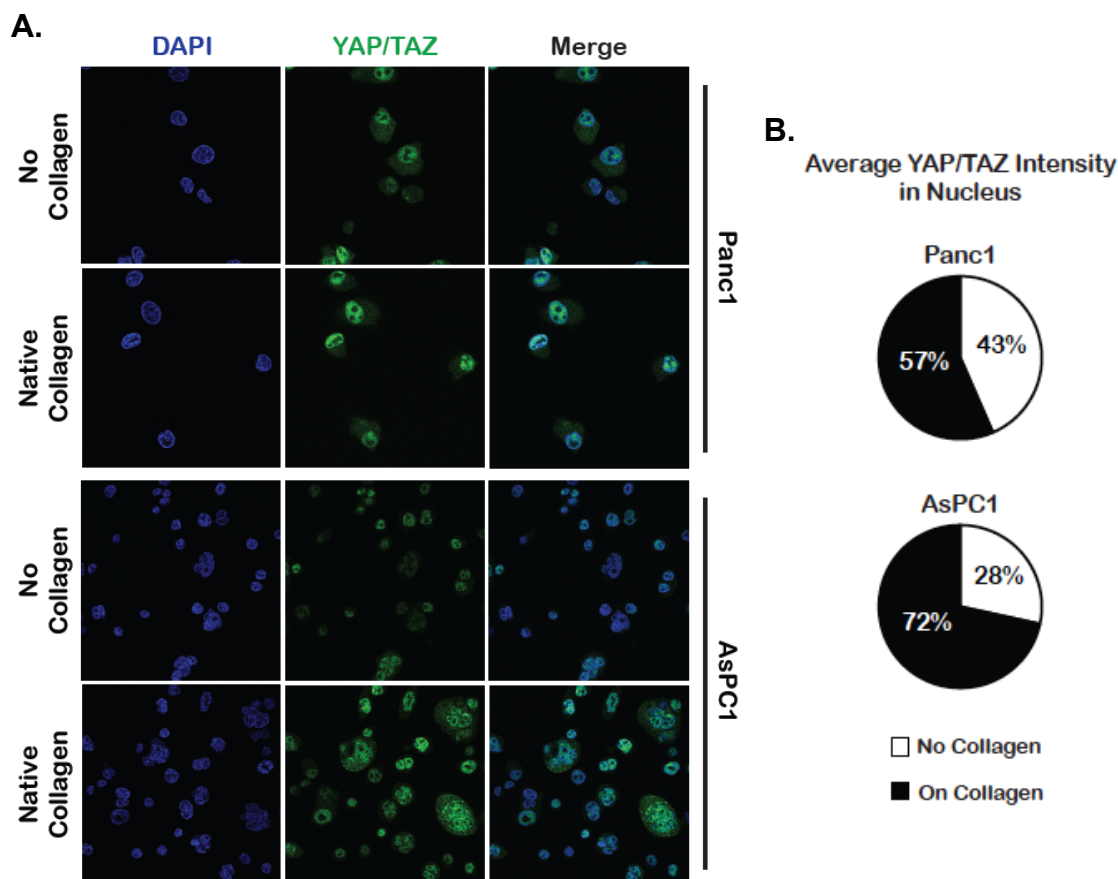 A.
DAPI
YAP/TAZ
Merge
No
Collagen
Native
Collagen
Panc1
No
Collagen
Native
Collagen
AsPC1
B.
Average YAP/TAZ Intensity
in Nucleus
Panc1
43%
57%
AsPC1
28%
72%
No Collagen
On Collagen